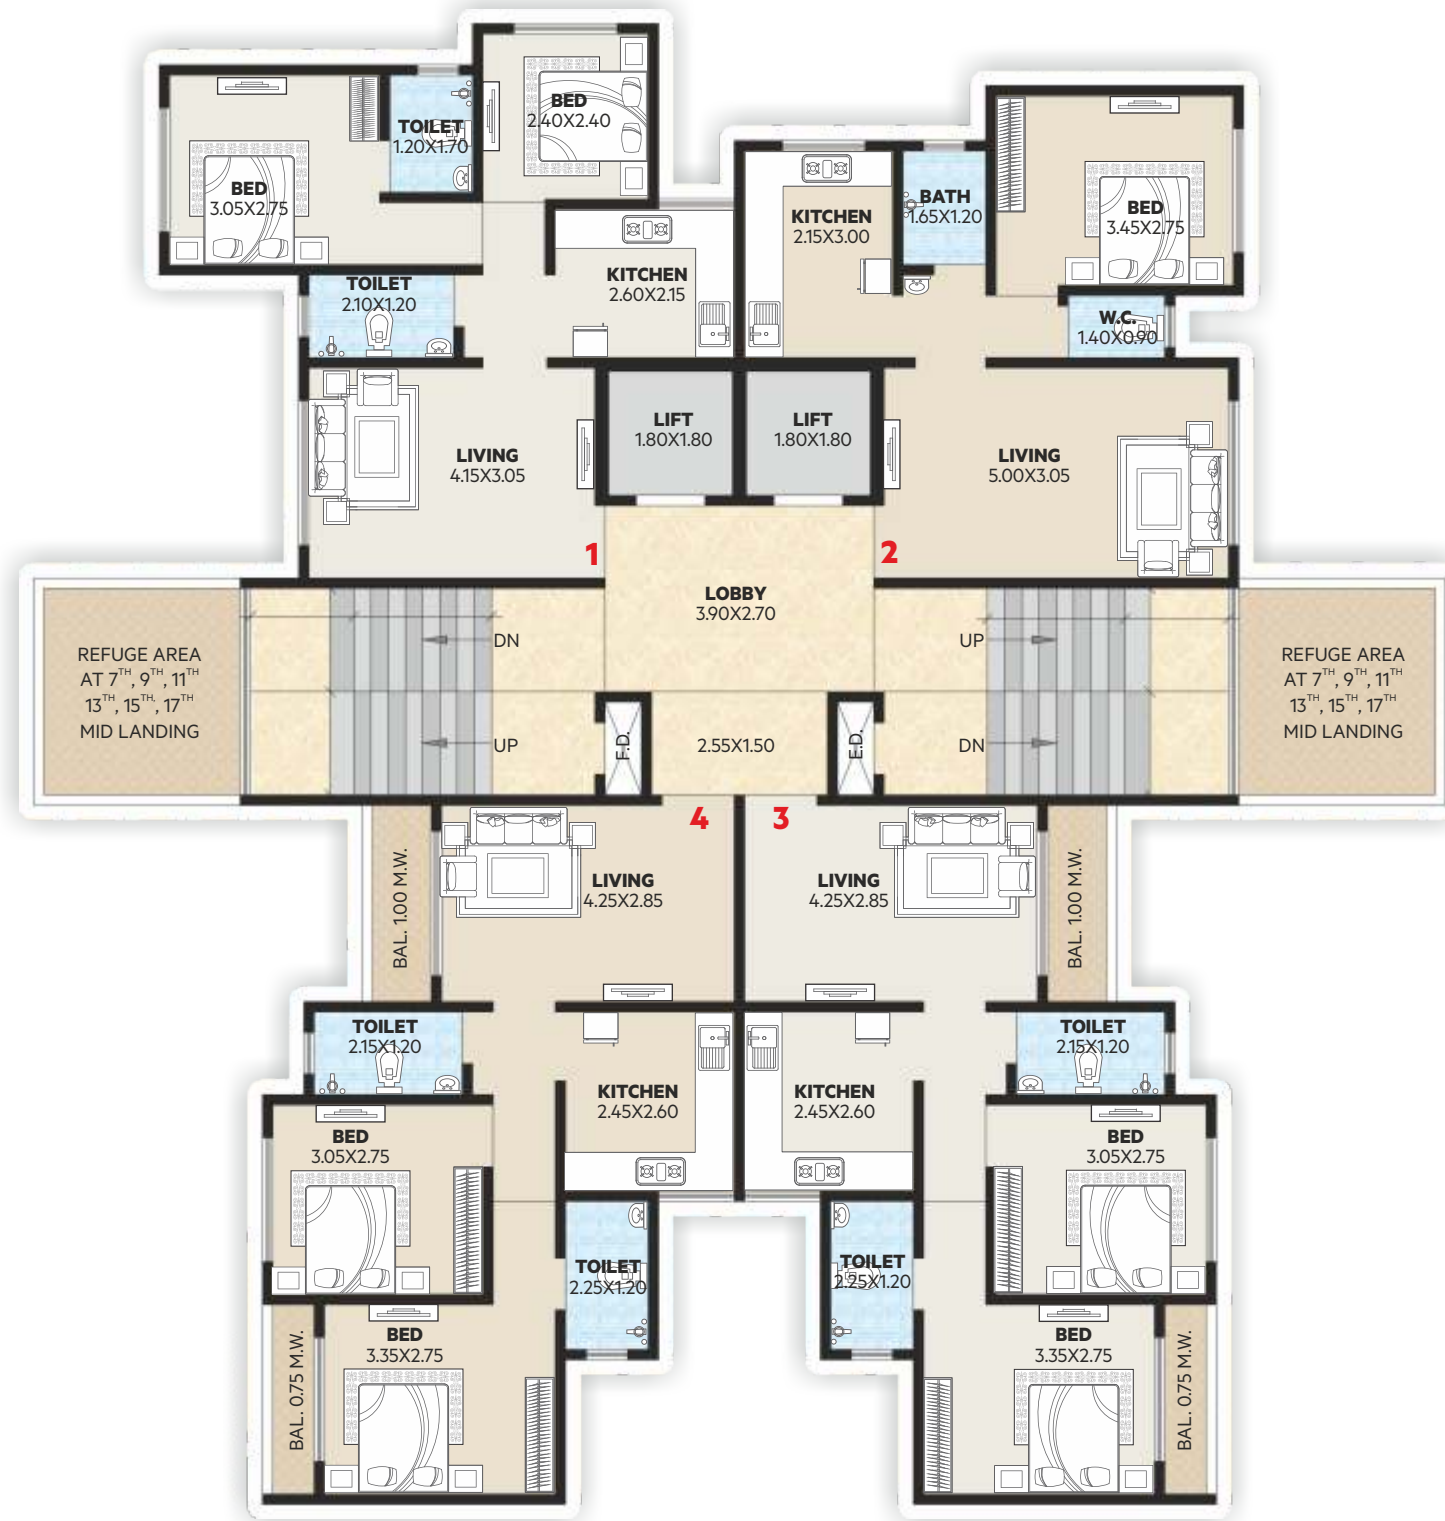 BED
2.40X2.40
TOILET
1.20X1.70
BED
3.05X2.75
BATH
1.65X1.20
KITCHEN
2.15X3.00
BED
3.45X2.75
TOILET
2.10X1.20
KITCHEN
2.60X2.15
W.C.
1.40X0.90
LIFT
1.80X1.80
LIFT
1.80X1.80
LIVING
4.15X3.05
LIVING
5.00X3.05
1
2
LOBBY
3.90X2.70
DN
UP
REFUGE AREA
AT 7TH, 9TH, 11TH
13TH, 15TH, 17TH
MID LANDING
REFUGE AREA
AT 7TH, 9TH, 11TH
13TH, 15TH, 17TH
MID LANDING
UP
F.D.
2.55X1.50
E.D.
DN
4
3
BAL. 1.00 M.W.
LIVING
4.25X2.85
LIVING
4.25X2.85
BAL. 1.00 M.W.
TOILET
2.15X1.20
TOILET
2.15X1.20
KITCHEN
2.45X2.60
KITCHEN
2.45X2.60
BED
3.05X2.75
BED
3.05X2.75
TOILET
2.25X1.20
TOILET
2.25X1.20
BAL. 0.75 M.W.
BED
3.35X2.75
BED
3.35X2.75
BAL. 0.75 M.W.